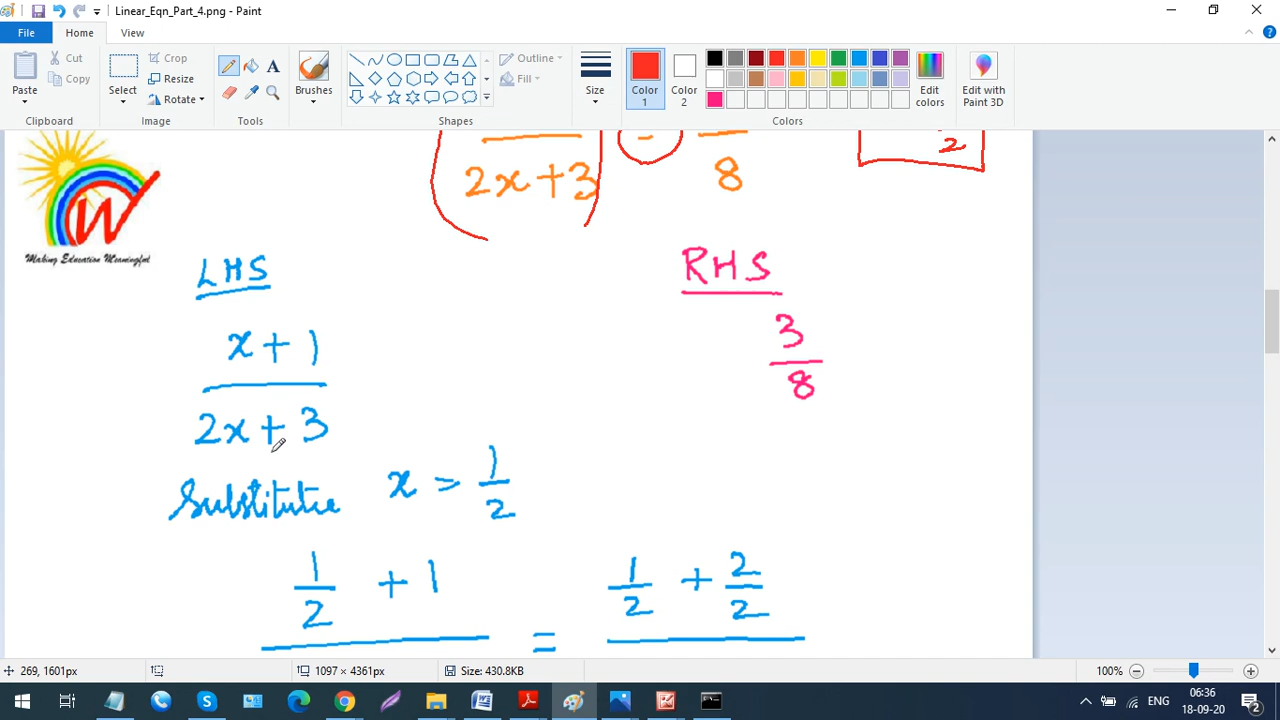 Linear_Eqn_Part_4.png - Paint
File Home View
Paste Cut Copy Clipboard
Select Crop Resize Rotate Image
A Tools
Brushes
Outline Fill Shapes
Size
Color 1 Color 2
Edit colors
Edit with Paint 3D
Colors
2
2x+3 = 8
W
Making Education Meaningful
LHS RHS
x + 1
2x + 3
3
8
Substitute x = 1/2
1/2 + 1 = 1/2 + 2/2
269, 1601px 1097 × 4361px Size: 430.8KB 100%
ENG 06:36
18-09-20 2